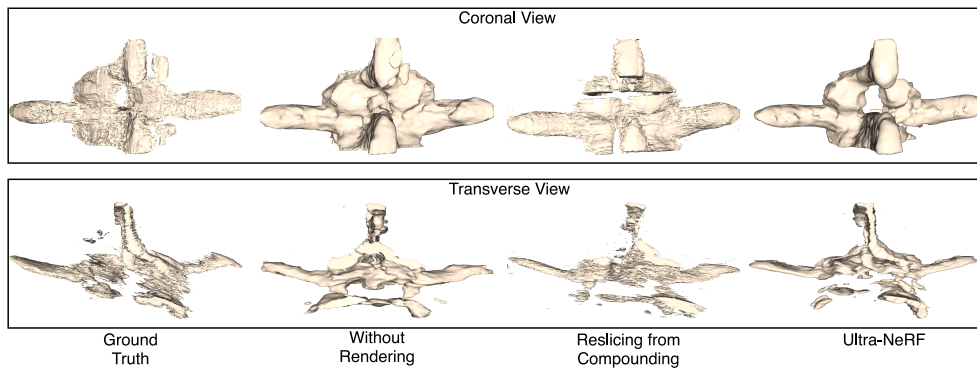 Coronal View
Transverse View
Ground
Truth
Without
Rendering
Reslicing from
Compounding
Ultra-NeRF